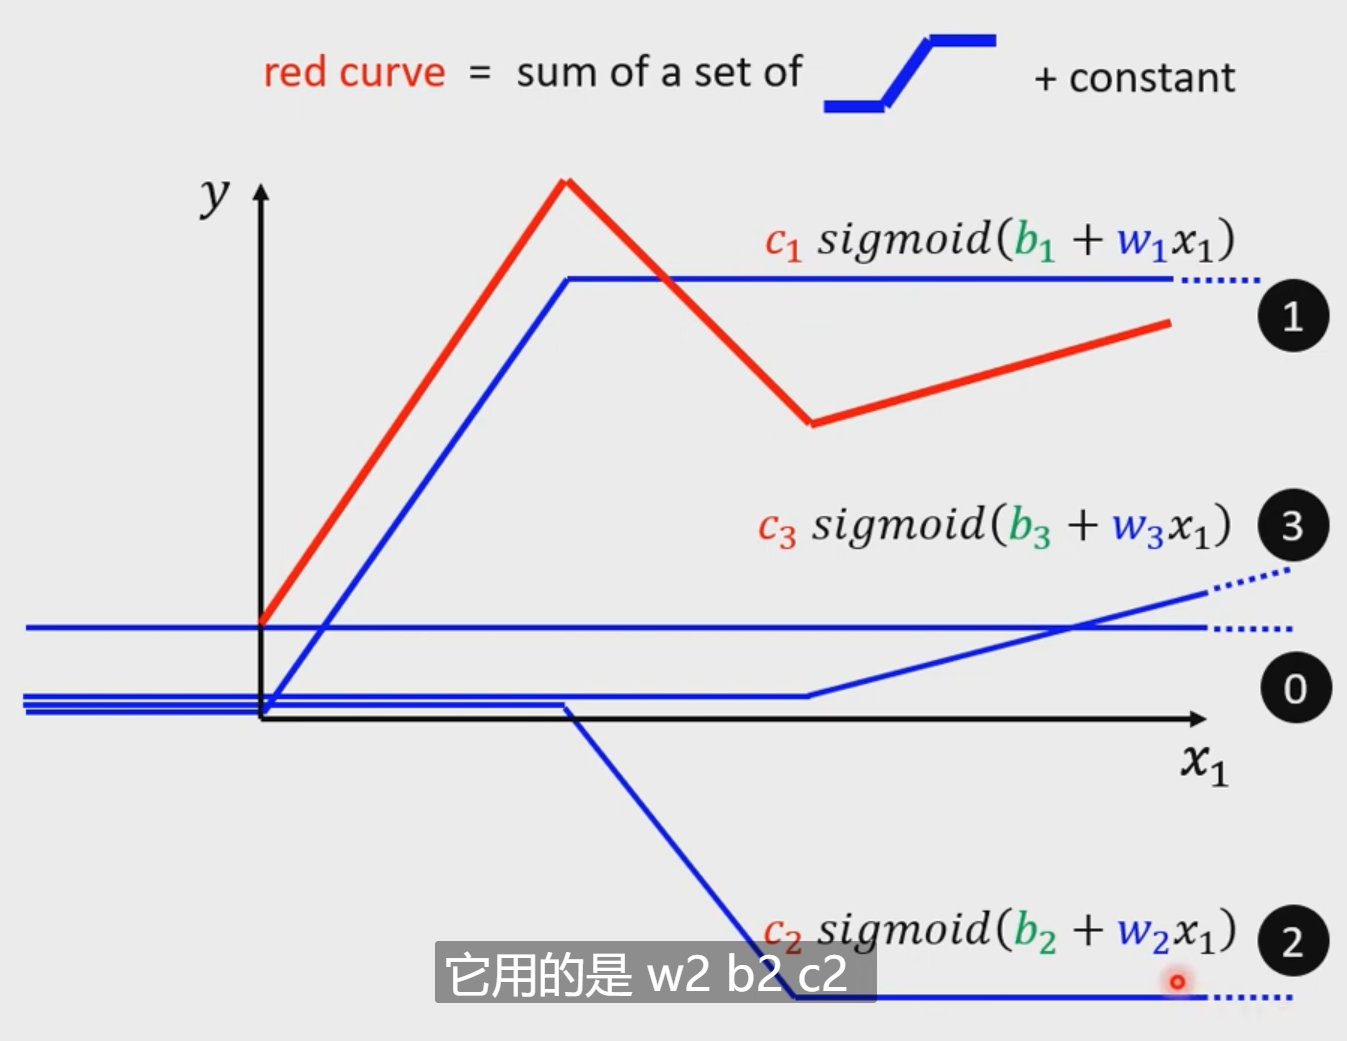 red curve = sum of a set of + constant
y
c₁ sigmoid(b₁ + w₁x₁)
1
c₃ sigmoid(b₃ + w₃x₁)
3
0
x₁
c₂ sigmoid(b₂ + w₂x₁)
2
它用的是 w2 b2 c2